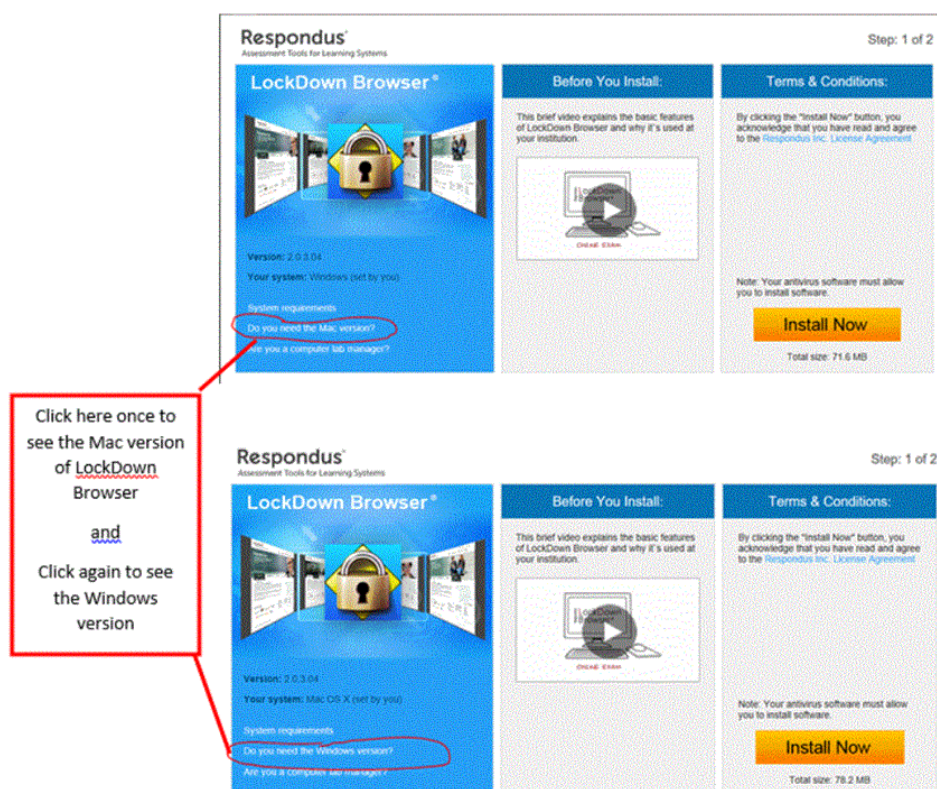 Respondus
Assessment Tools for Learning Systems
Step: 1 of 2
LockDown Browser®
Version: 2.0.3.04
Your system: Windows (set by you)
System requirements
Do you need the Mac version?
Are you a computer lab manager?
Before You Install:
This brief video explains the basic features
of LockDown Browser and why it's used at
your institution.
LockDown
Browser
ONLINE EXAM
Terms & Conditions:
By clicking the "Install Now" button, you
acknowledge that you have read and agree
to the Respondus Inc. License Agreement
Note: Your antivirus software must allow
you to install software.
Install Now
Total size: 71.6 MB
Click here once to
see the Mac version
of LockDown
Browser
and
Click again to see
the Windows
version
Respondus
Assessment Tools for Learning Systems
Step: 1 of 2
LockDown Browser®
Version: 2.0.3.04
Your system: Mac OS X (set by you)
System requirements
Do you need the Windows version?
Are you a computer lab manager?
Before You Install:
This brief video explains the basic features
of LockDown Browser and why it's used at
your institution.
LockDown
Browser
ONLINE EXAM
Terms & Conditions:
By clicking the "Install Now" button, you
acknowledge that you have read and agree
to the Respondus Inc. License Agreement
Note: Your antivirus software must allow
you to install software.
Install Now
Total size: 78.2 MB